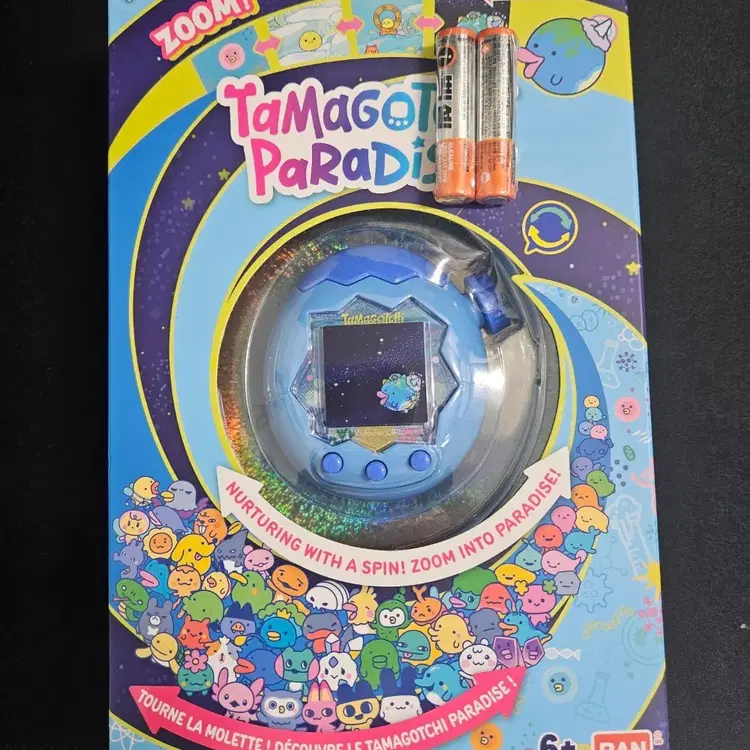 ZOOM!
TamaGOTC
PaRaDiS
TamaGOTCHI
NURTURING WITH A SPIN! ZOOM INTO PARADISE!
TOURNE LA MOLETTE ! DÉCOUVRE LE TAMAGOTCHI PARADISE !
6+
BAN